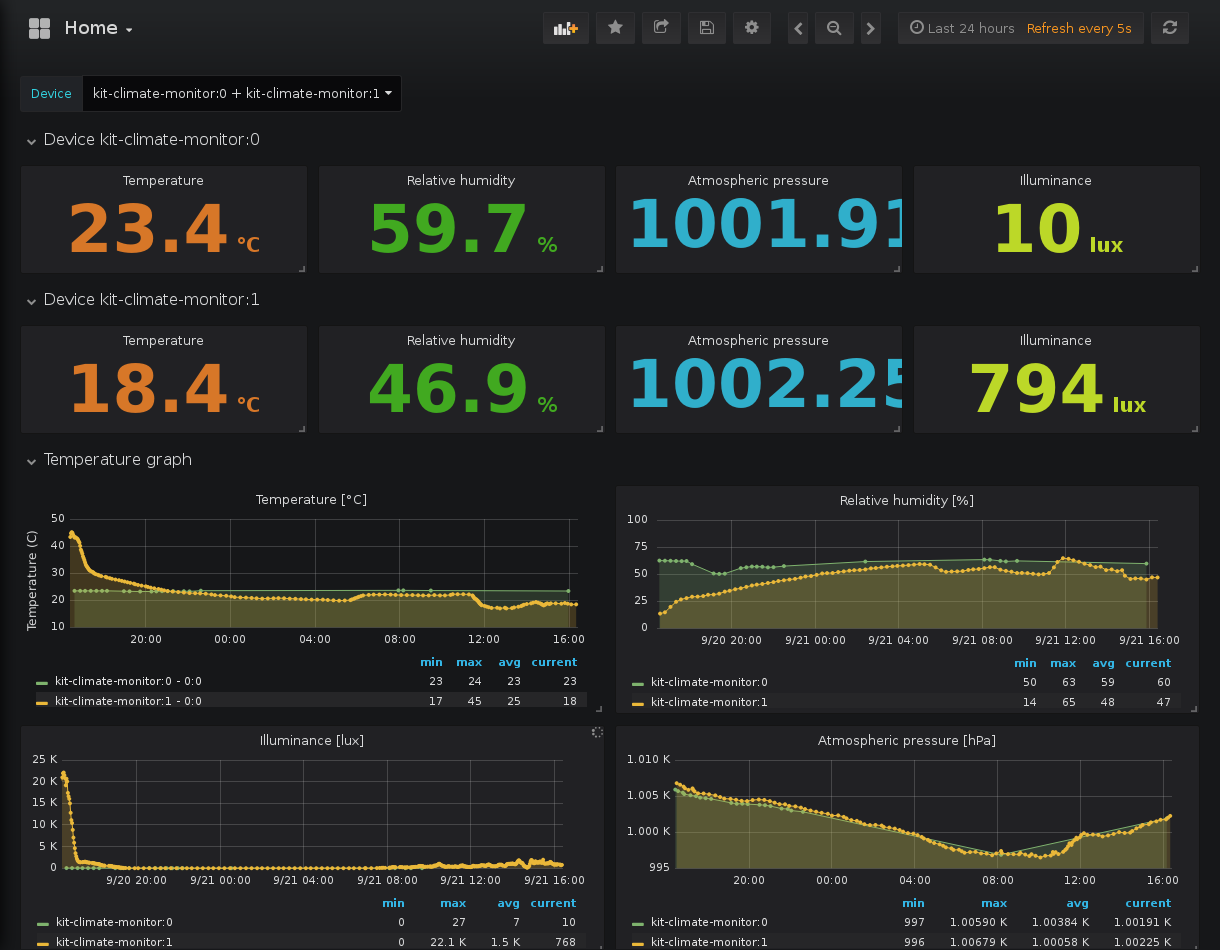 Home
Last 24 hours Refresh every 5s
Device kit-climate-monitor:0 + kit-climate-monitor:1
Device kit-climate-monitor:0
Temperature Relative humidity Atmospheric pressure Illuminance
23.4 °C 59.7 % 1001.91 10 lux
Device kit-climate-monitor:1
Temperature Relative humidity Atmospheric pressure Illuminance
18.4 °C 46.9 % 1002.25 794 lux
Temperature graph
Temperature [°C]
Temperature (C)
50
40
30
20
10
20:00 00:00 04:00 08:00 12:00 16:00
min max avg current
kit-climate-monitor:0 - 0:0 23 24 23 23
kit-climate-monitor:1 - 0:0 17 45 25 18
Relative humidity [%]
100
75
50
25
0
9/20 20:00 9/21 00:00 9/21 04:00 9/21 08:00 9/21 12:00 9/21 16:00
min max avg current
kit-climate-monitor:0 50 63 59 60
kit-climate-monitor:1 14 65 48 47
Illuminance [lux]
25 K
20 K
15 K
10 K
5 K
0
9/20 20:00 9/21 00:00 9/21 04:00 9/21 08:00 9/21 12:00 9/21 16:00
min max avg current
kit-climate-monitor:0 0 27 7 10
kit-climate-monitor:1 0 22.1 K 1.5 K 768
Atmospheric pressure [hPa]
1.010 K
1.005 K
1.000 K
995
20:00 00:00 04:00 08:00 12:00 16:00
min max avg current
kit-climate-monitor:0 997 1.00590 K 1.00384 K 1.00191 K
kit-climate-monitor:1 996 1.00679 K 1.00058 K 1.00225 K